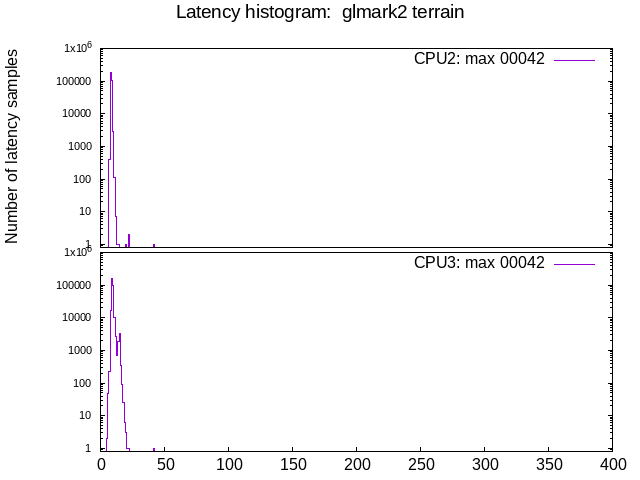 Latency histogram:  glmark2 terrain
Number of latency samples
1x10^6
CPU2: max 00042
100000
10000
1000
100
10
1
1x10^6
CPU3: max 00042
100000
10000
1000
100
10
1
0 50 100 150 200 250 300 350 400